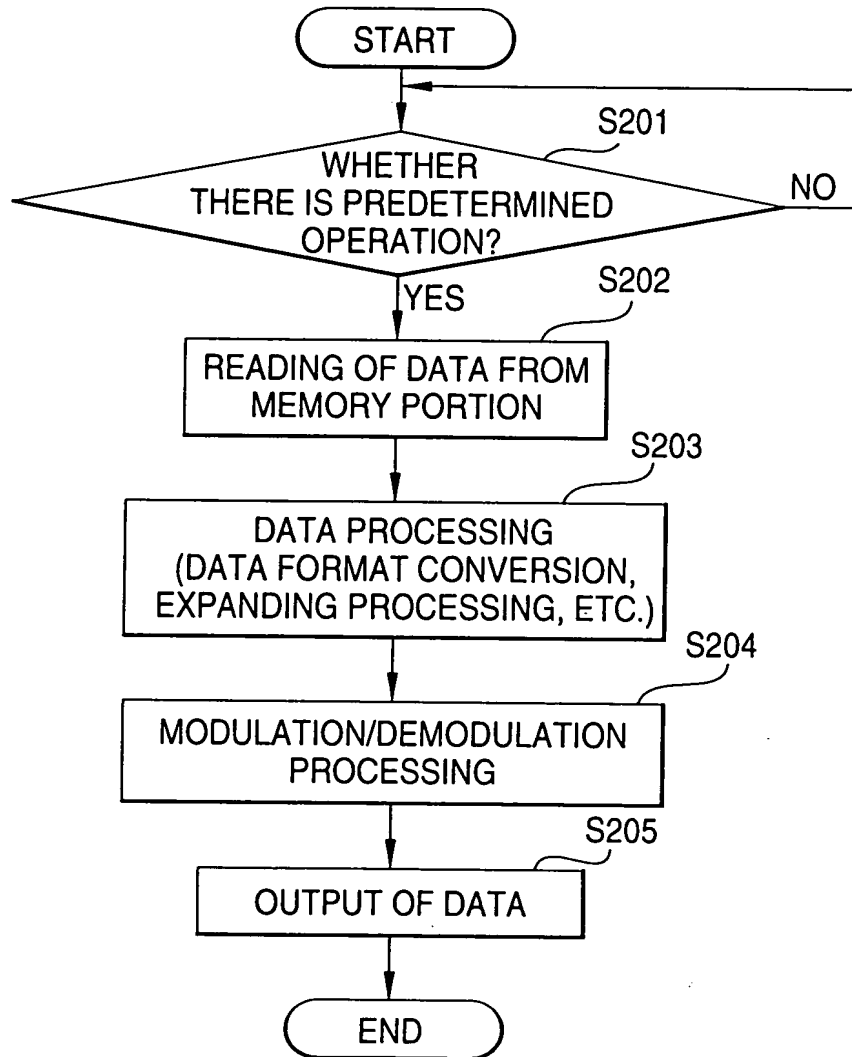 START
S201
WHETHER
THERE IS PREDETERMINED
OPERATION?
NO
YES
S202
READING OF DATA FROM
MEMORY PORTION
S203
DATA PROCESSING
(DATA FORMAT CONVERSION,
EXPANDING PROCESSING, ETC.)
S204
MODULATION/DEMODULATION
PROCESSING
S205
OUTPUT OF DATA
END